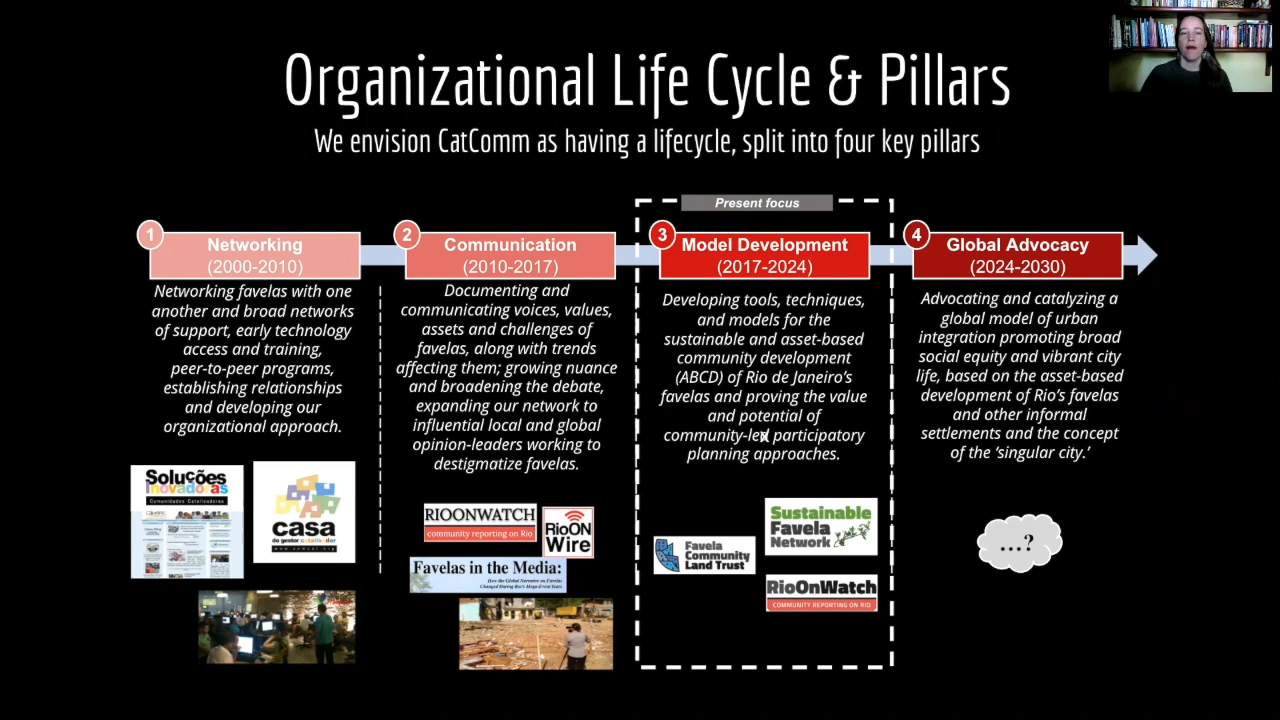 Organizational Life Cycle & Pillars
We envision CatComm as having a lifecycle, split into four key pillars
Present focus
1
Networking
(2000-2010)
Networking favelas with one
another and broad networks
of support, early technology
access and training,
peer-to-peer programs,
establishing relationships
and developing our
organizational approach.
Soluções
Inovadoras
Comunidades Catalisadoras
casa
do gestor catalisador
2
Communication
(2010-2017)
Documenting and
communicating voices, values,
assets and challenges of
favelas, along with trends
affecting them; growing nuance
and broadening the debate,
expanding our network to
influential local and global
opinion-leaders working to
destigmatize favelas.
RIOONWATCH
community reporting on Rio
RioON
Wire
Favelas in the Media:
How the Global Narrative on Favelas
Changed During Rio's Mega-Event Years
3
Model Development
(2017-2024)
Developing tools, techniques,
and models for the
sustainable and asset-based
community development
(ABCD) of Rio de Janeiro's
favelas and proving the value
and potential of
community-led participatory
planning approaches.
Sustainable
Favela
Network
Favela
Community
Land Trust
RioOnWatch
COMMUNITY REPORTING ON RIO
4
Global Advocacy
(2024-2030)
Advocating and catalyzing a
global model of urban
integration promoting broad
social equity and vibrant city
life, based on the asset-based
development of Rio's favelas
and other informal
settlements and the concept
of the 'singular city.'
...?